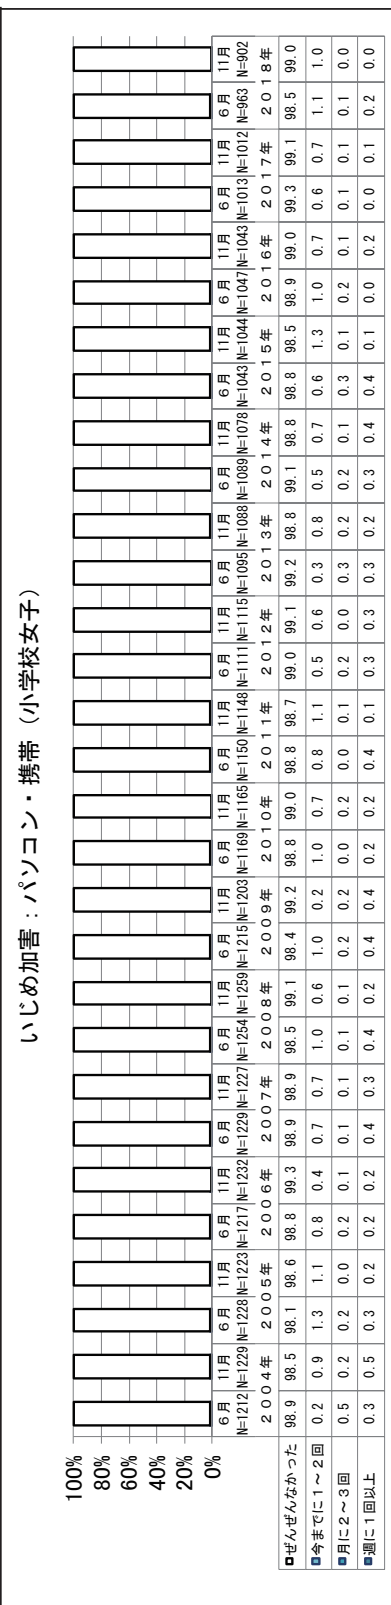 いじめ加害：パソコン・携帯（小学校女子）
100%
80%
60%
40%
20%
0%
6月 11月 6月 11月 6月 11月 6月 11月 6月 11月 6月 11月 6月 11月 6月 11月 6月 11月 6月 11月 6月 11月 6月 11月 6月 11月 6月 11月 6月 11月
N=1212 N=1229 N=1228 N=1223 N=1217 N=1232 N=1229 N=1227 N=1254 N=1259 N=1215 N=1203 N=1169 N=1165 N=1150 N=1148 N=1111 N=1115 N=1095 N=1088 N=1089 N=1078 N=1043 N=1044 N=1047 N=1043 N=1013 N=1012 N=963 N=902
２００４年 ２００５年 ２００６年 ２００７年 ２００８年 ２００９年 ２０１０年 ２０１１年 ２０１２年 ２０１３年 ２０１４年 ２０１５年 ２０１６年 ２０１７年 ２０１８年
ぜんぜんなかった 98.9 98.5 98.1 98.6 98.8 99.3 98.9 98.9 98.5 99.1 98.4 99.2 98.8 99.0 98.8 98.7 99.0 99.1 99.2 98.8 99.1 98.8 98.8 98.5 98.9 99.0 99.3 99.1 98.5 99.0
今までに１～２回 0.2 0.9 1.3 1.1 0.8 0.4 0.7 0.7 1.0 0.6 1.0 0.2 1.0 0.7 0.8 1.1 0.5 0.6 0.3 0.8 0.5 0.7 0.6 1.3 1.0 0.7 0.6 0.7 1.1 1.0
月に２～３回 0.5 0.2 0.2 0.0 0.2 0.1 0.1 0.1 0.1 0.1 0.2 0.2 0.0 0.2 0.0 0.1 0.2 0.0 0.3 0.2 0.2 0.1 0.3 0.1 0.2 0.1 0.1 0.1 0.1 0.0
週に１回以上 0.3 0.5 0.3 0.2 0.2 0.2 0.4 0.3 0.4 0.2 0.4 0.4 0.2 0.2 0.4 0.1 0.3 0.3 0.3 0.2 0.3 0.4 0.4 0.1 0.0 0.2 0.0 0.1 0.2 0.0